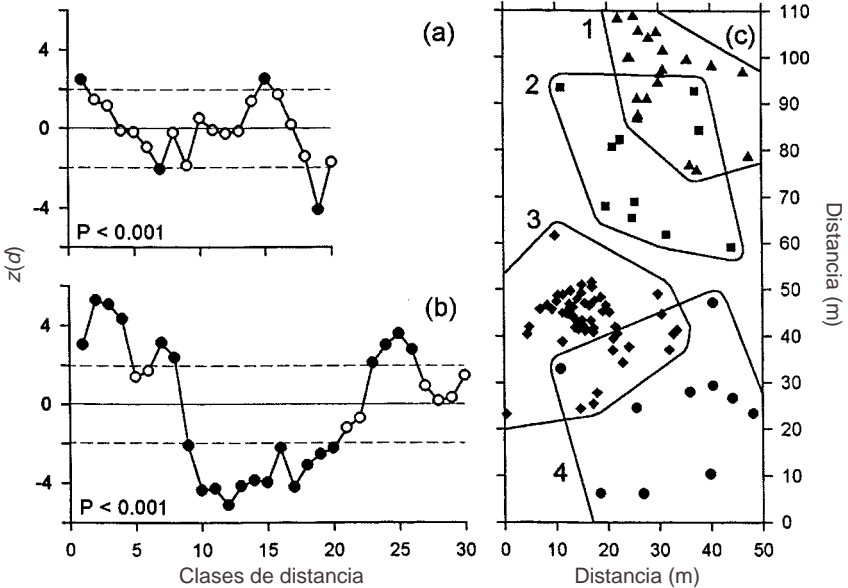 (a)
4
0
-4
P < 0.001
z(d)
(b)
4
0
-4
P < 0.001
0 5 10 15 20 25 30
Clases de distancia
(c)
1
2
3
4
110
100
90
80
70
60
50
40
30
20
10
0
Distancia (m)
0 10 20 30 40 50
Distancia (m)